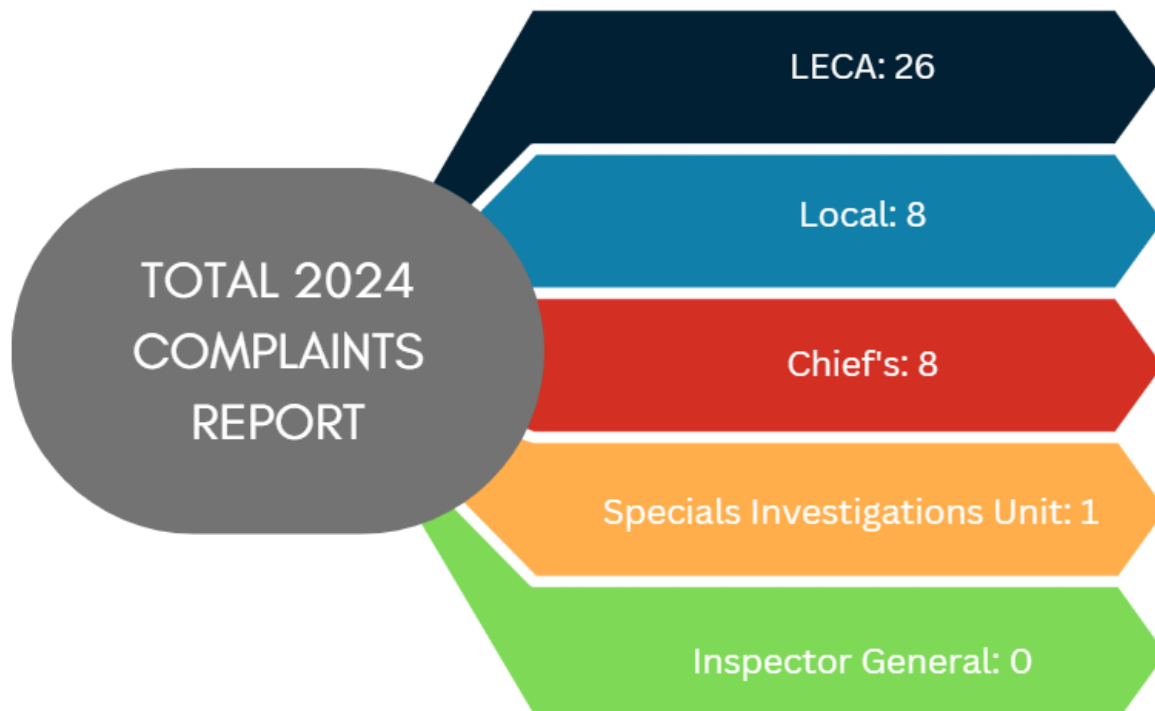 TOTAL 2024
COMPLAINTS
REPORT
LECA: 26
Local: 8
Chief's: 8
Specials Investigations Unit: 1
Inspector General: 0